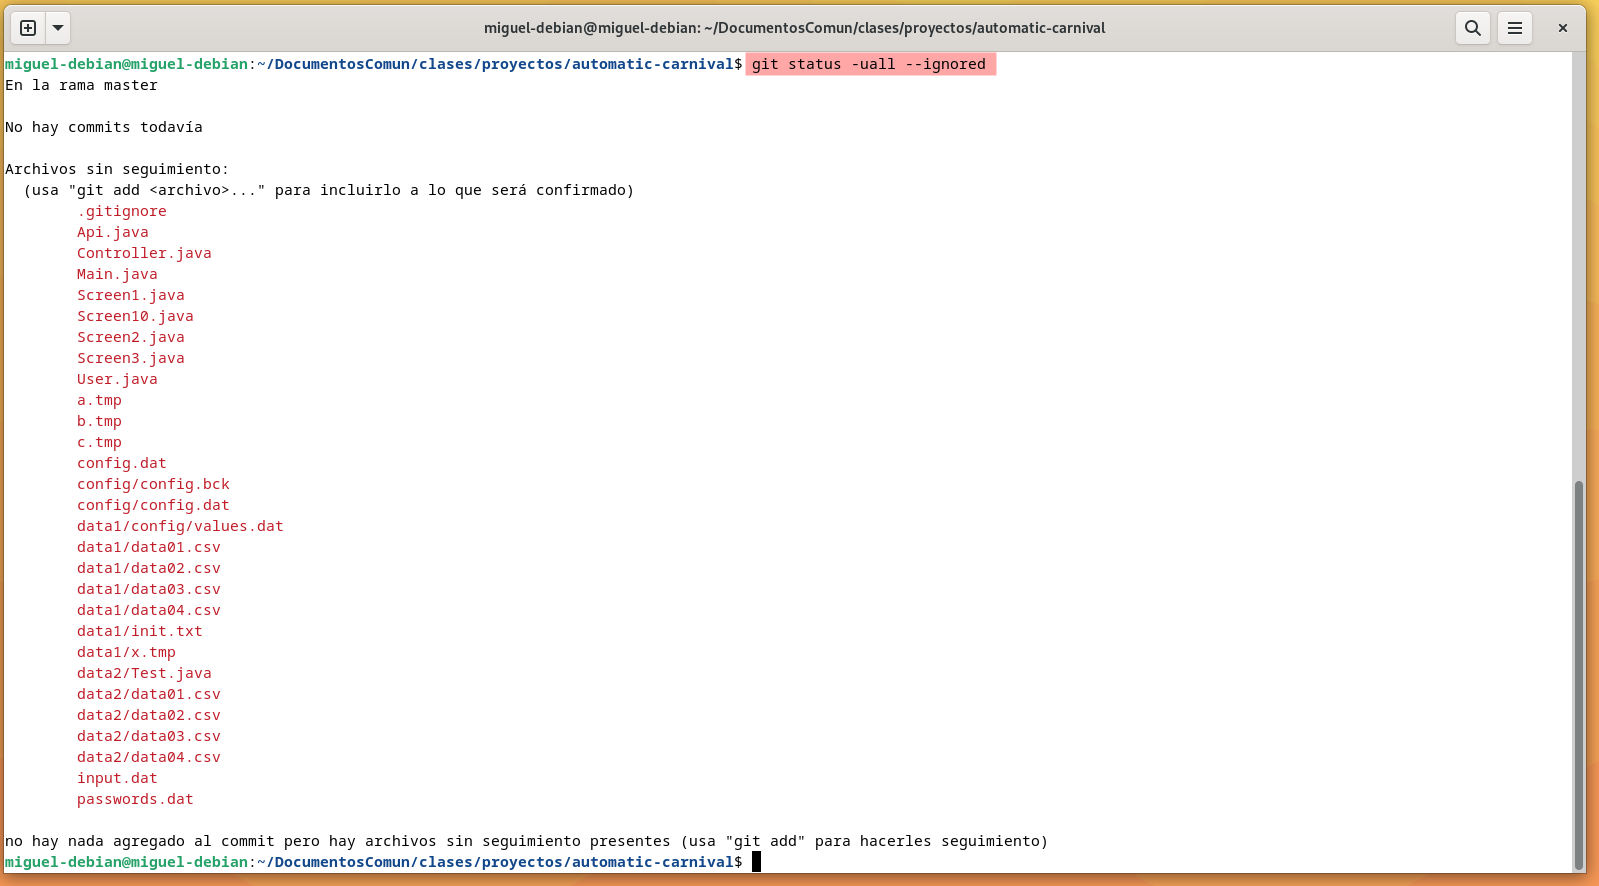 miguel-debian@miguel-debian: ~/DocumentosComun/clases/proyectos/automatic-carnival
miguel-debian@miguel-debian:~/DocumentosComun/clases/proyectos/automatic-carnival$ git status -uall --ignored
En la rama master
No hay commits todavía
Archivos sin seguimiento:
(usa "git add <archivo>..." para incluirlo a lo que será confirmado)
.gitignore
Api.java
Controller.java
Main.java
Screen1.java
Screen10.java
Screen2.java
Screen3.java
User.java
a.tmp
b.tmp
c.tmp
config.dat
config/config.bck
config/config.dat
data1/config/values.dat
data1/data01.csv
data1/data02.csv
data1/data03.csv
data1/data04.csv
data1/init.txt
data1/x.tmp
data2/Test.java
data2/data01.csv
data2/data02.csv
data2/data03.csv
data2/data04.csv
input.dat
passwords.dat
no hay nada agregado al commit pero hay archivos sin seguimiento presentes (usa "git add" para hacerles seguimiento)
miguel-debian@miguel-debian:~/DocumentosComun/clases/proyectos/automatic-carnival$